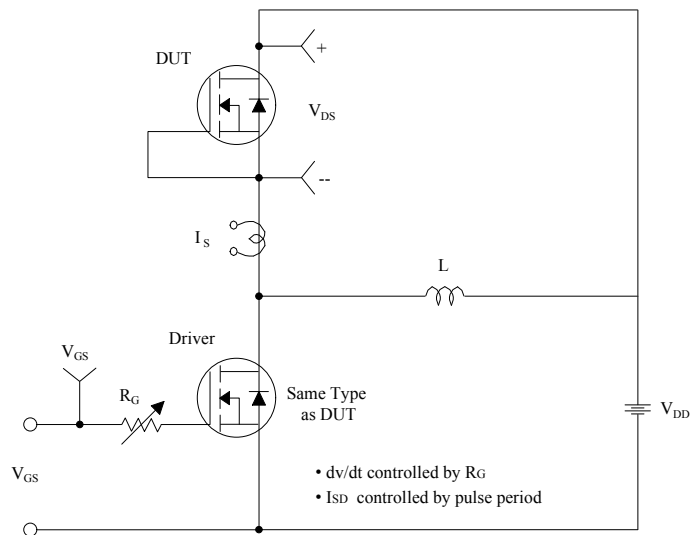 DUT
+
VDS
--
IS
L
Driver
VGS
RG
Same Type
as DUT
VDD
VGS
• dv/dt controlled by RG
• ISD controlled by pulse period